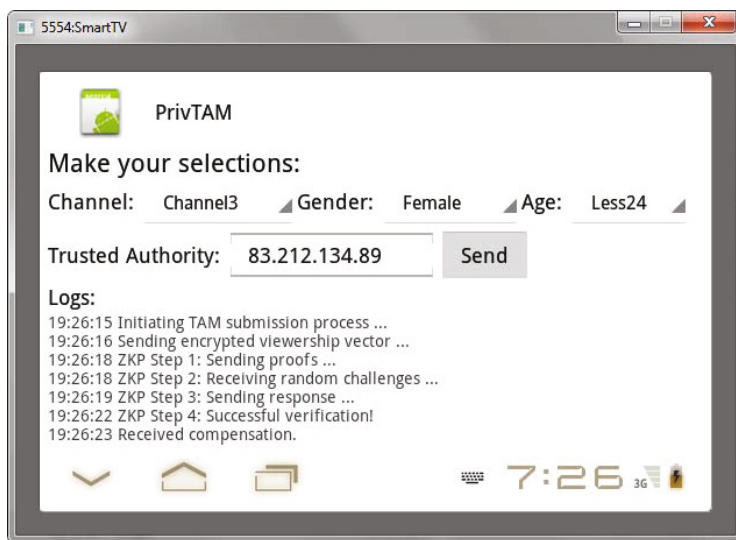 5554:SmartTV
PrivTAM
Make your selections:
Channel: Channel3 Gender: Female Age: Less24
Trusted Authority: 83.212.134.89 Send
Logs:
19:26:15 Initiating TAM submission process ...
19:26:16 Sending encrypted viewership vector ...
19:26:18 ZKP Step 1: Sending proofs ...
19:26:18 ZKP Step 2: Receiving random challenges ...
19:26:19 ZKP Step 3: Sending response ...
19:26:22 ZKP Step 4: Successful verification!
19:26:23 Received compensation.
7:26 3G